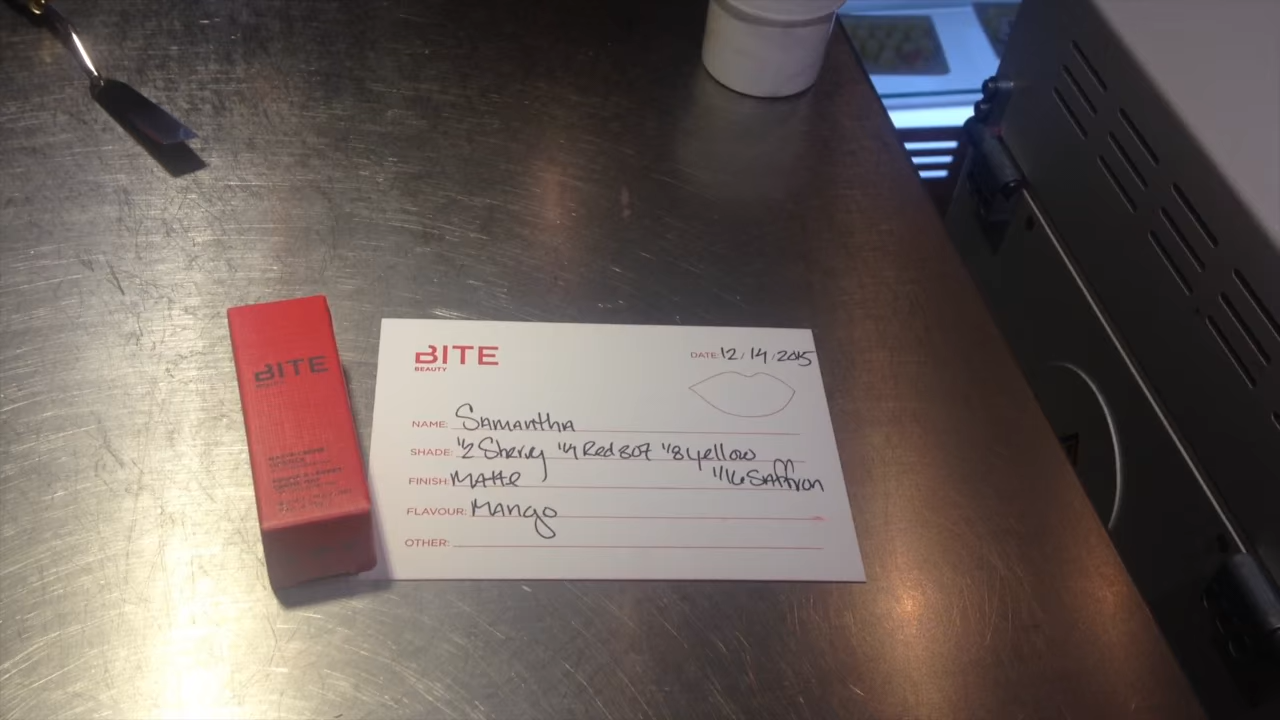 BITE
BEAUTY
DATE: 12/14/2015
NAME: Samantha
SHADE: 1/2 Sherry 1/4 Red 807 1/8 yellow
1/16 Saffron
FINISH: Matte
FLAVOUR: Mango
OTHER:
BITE